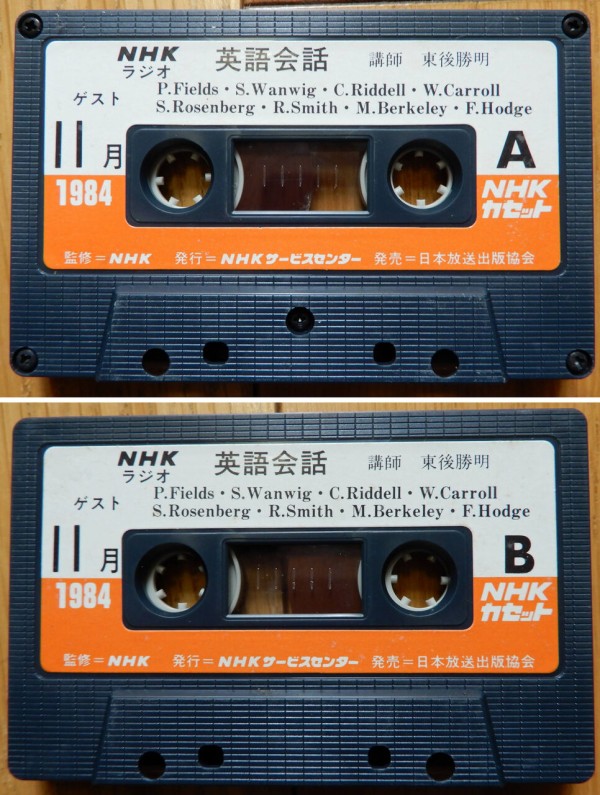 NHK 英語会話 講師 東後勝明
ラジオ
ゲスト P.Fields・S.Wanwig・C.Riddell・W.Carroll
S.Rosenberg・R.Smith・M.Berkeley・F.Hodge
11月 A
1984 NHK
カセット
監修=NHK 発行=NHKサービスセンター 発売=日本放送出版協会
NHK 英語会話 講師 東後勝明
ラジオ
ゲスト P.Fields・S.Wanwig・C.Riddell・W.Carroll
S.Rosenberg・R.Smith・M.Berkeley・F.Hodge
11月 B
1984 NHK
カセット
監修=NHK 発行=NHKサービスセンター 発売=日本放送出版協会